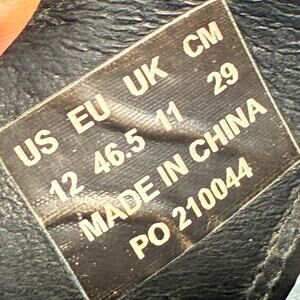 US EU UK CM
12 46.5 11 29
MADE IN CHINA
PO 210044